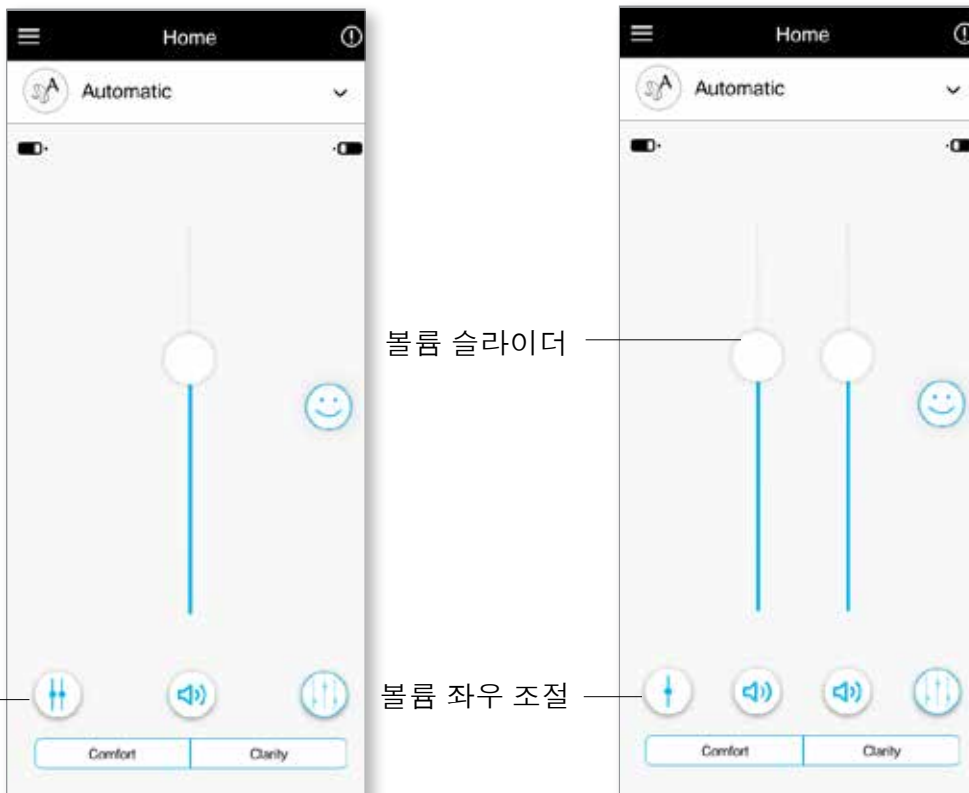 Home
Automatic
Comfort
Clarity
볼륨 슬라이더
볼륨 좌우 조절
Home
Automatic
Comfort
Clarity